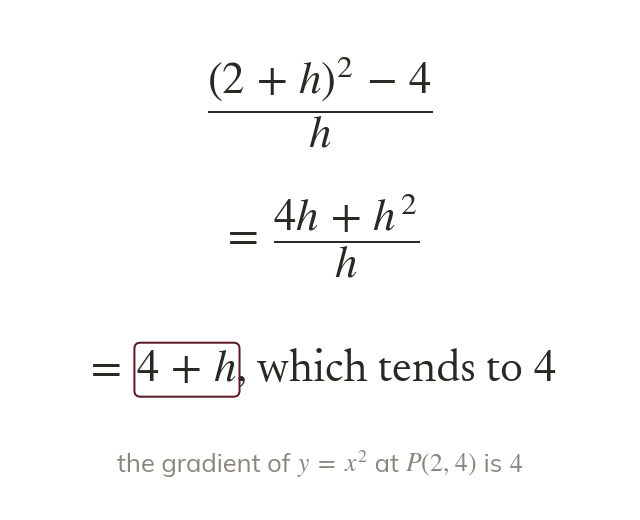 (2 + h)² − 4
h
= 4h + h²
h
= 4 + h, which tends to 4
the gradient of y = x² at P(2, 4) is 4